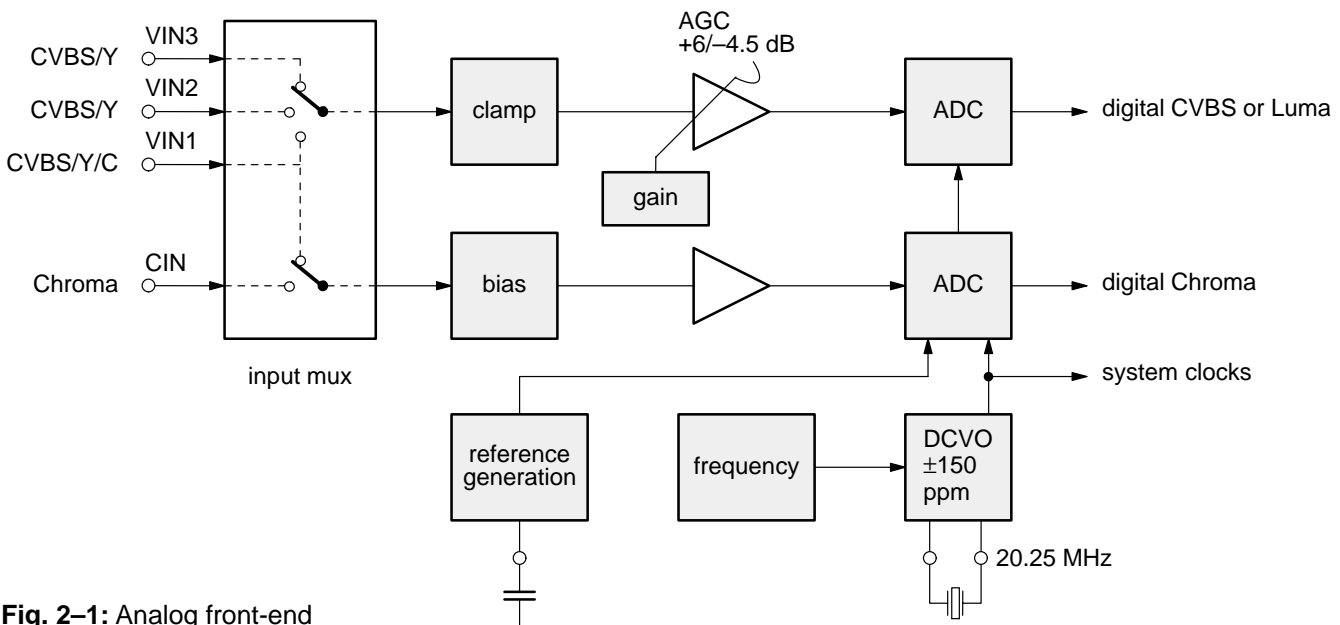 AGC
+6/–4.5 dB
VIN3
CVBS/Y
VIN2
CVBS/Y
VIN1
CVBS/Y/C
clamp
ADC
digital CVBS or Luma
gain
CIN
Chroma
bias
ADC
digital Chroma
input mux
system clocks
reference
generation
frequency
DCVO
±150
ppm
20.25 MHz
Fig. 2–1: Analog front-end